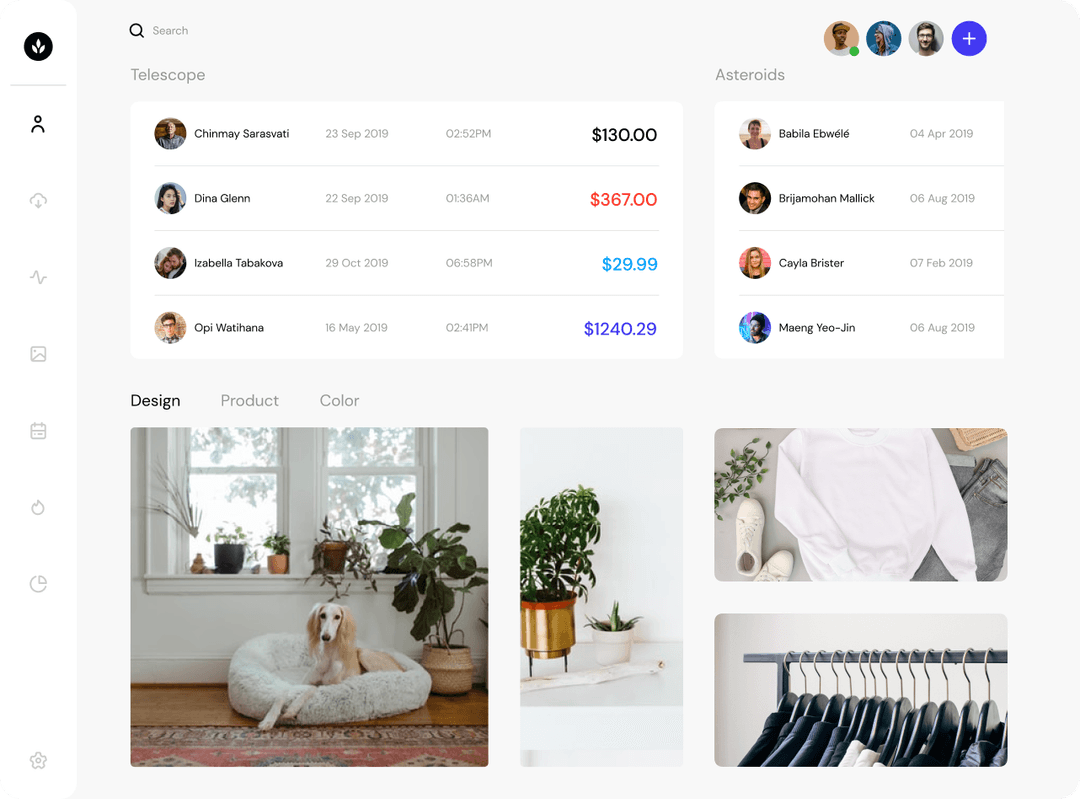 Search
Telescope
Chinmay Sarasvati 23 Sep 2019 02:52PM $130.00
Dina Glenn 22 Sep 2019 01:36AM $367.00
Izabella Tabakova 29 Oct 2019 06:58PM $29.99
Opi Watihana 16 May 2019 02:41PM $1240.29
Asteroids
Babila Ebwélé 04 Apr 2019
Brijamohan Mallick 06 Aug 2019
Cayla Brister 07 Feb 2019
Maeng Yeo-Jin 06 Aug 2019
Design Product Color